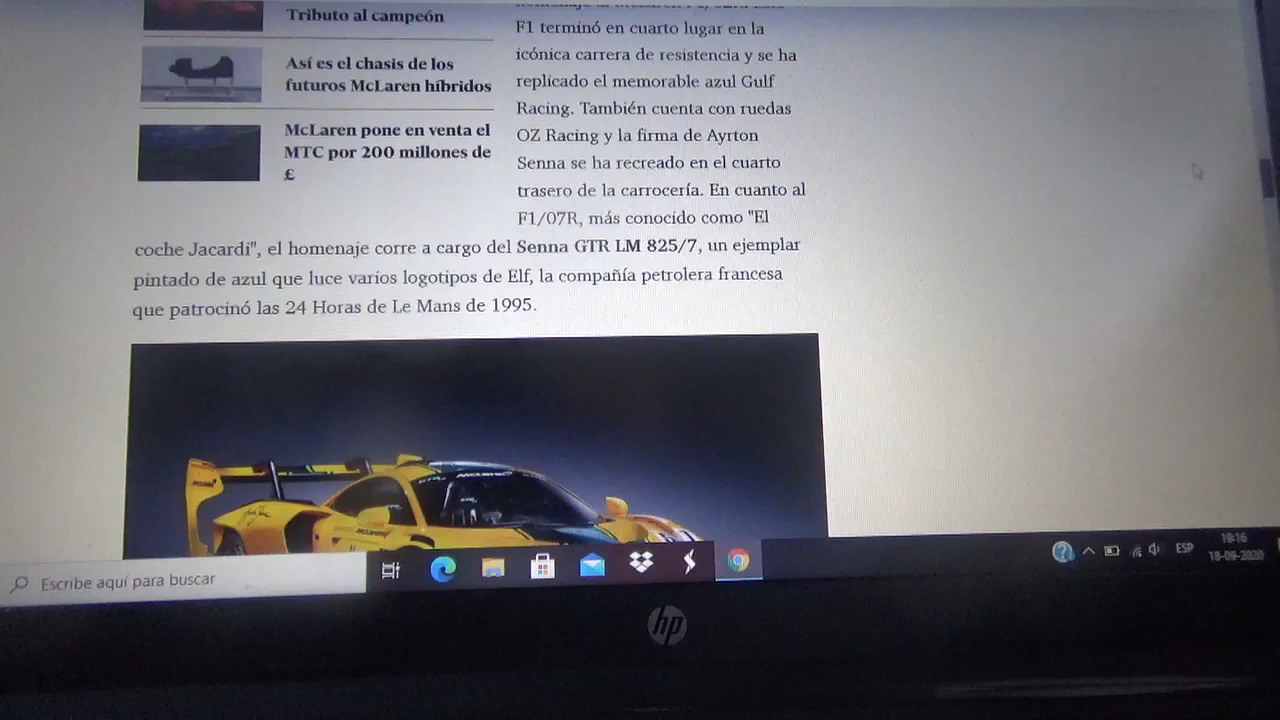 Tributo al campeón
Así es el chasis de los
futuros McLaren híbridos
McLaren pone en venta el
MTC por 200 millones de
£
F1 terminó en cuarto lugar en la
icónica carrera de resistencia y se ha
replicado el memorable azul Gulf
Racing. También cuenta con ruedas
OZ Racing y la firma de Ayrton
Senna se ha recreado en el cuarto
trasero de la carrocería. En cuanto al
F1/07R, más conocido como "El
coche Jacardi", el homenaje corre a cargo del Senna GTR LM 825/7, un ejemplar
pintado de azul que luce varios logotipos de Elf, la compañía petrolera francesa
que patrocinó las 24 Horas de Le Mans de 1995.
McLaren
Escribe aquí para buscar
ESP
19:16
18-09-2020
hp